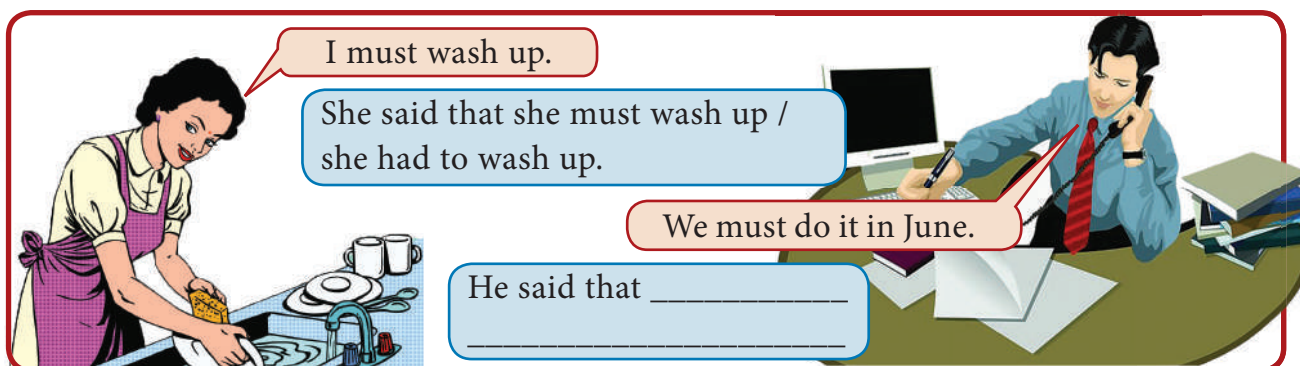 I must wash up.
She said that she must wash up /
she had to wash up.
We must do it in June.
He said that ___________
_____________________